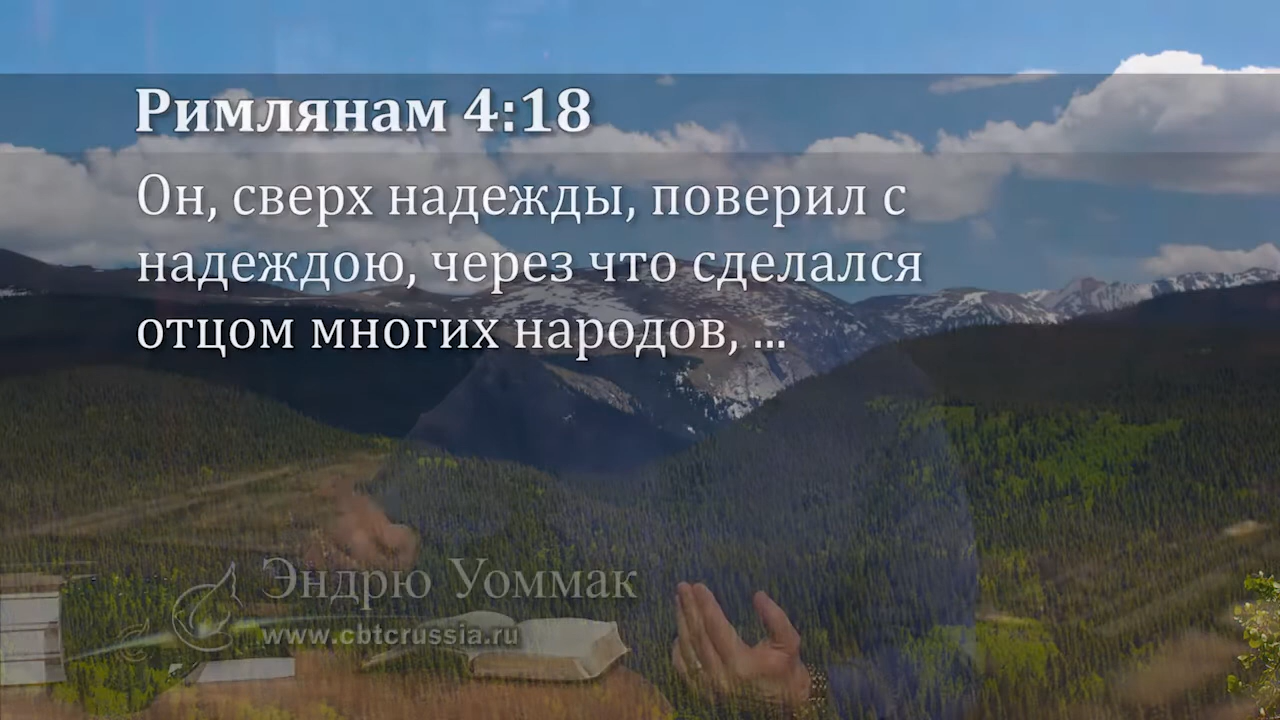 Римлянам 4:18
Он, сверх надежды, поверил с
надеждою, через что сделался
отцом многих народов, ...
Эндрю Уоммак
www.cbtcrussia.ru